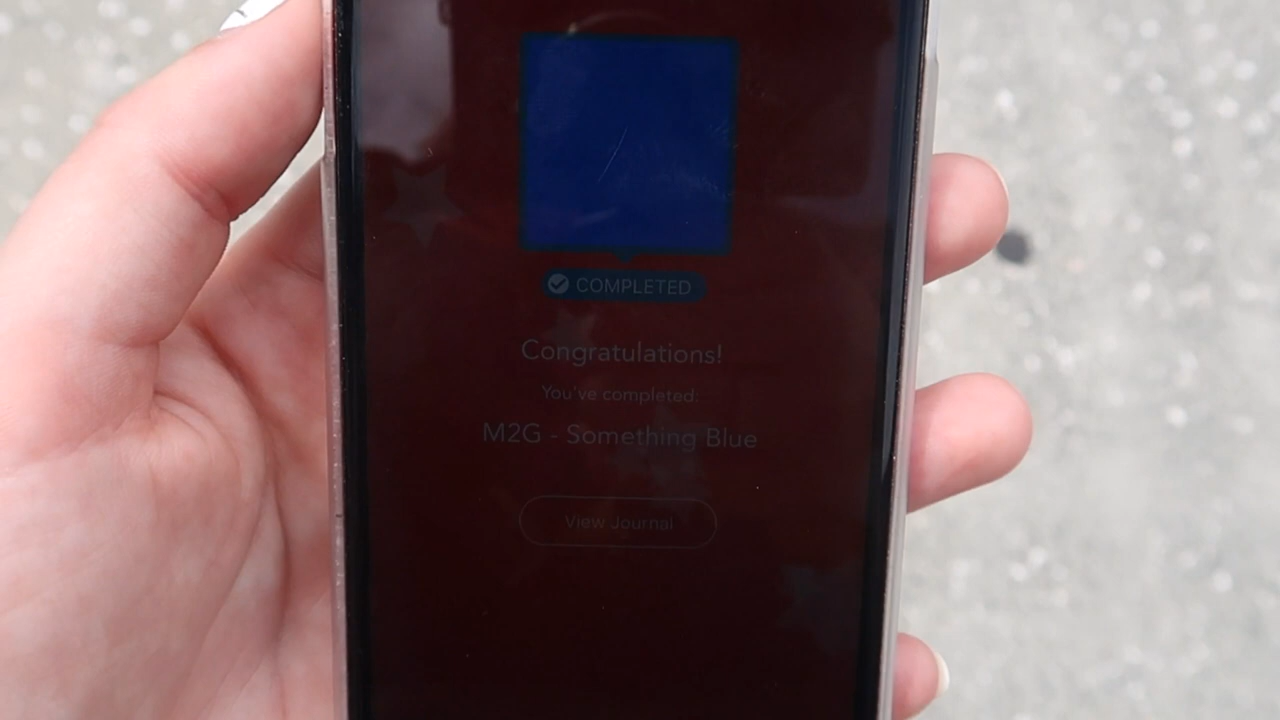 COMPLETED
Congratulations!
You've completed:
M2G - Something Blue
View Journal